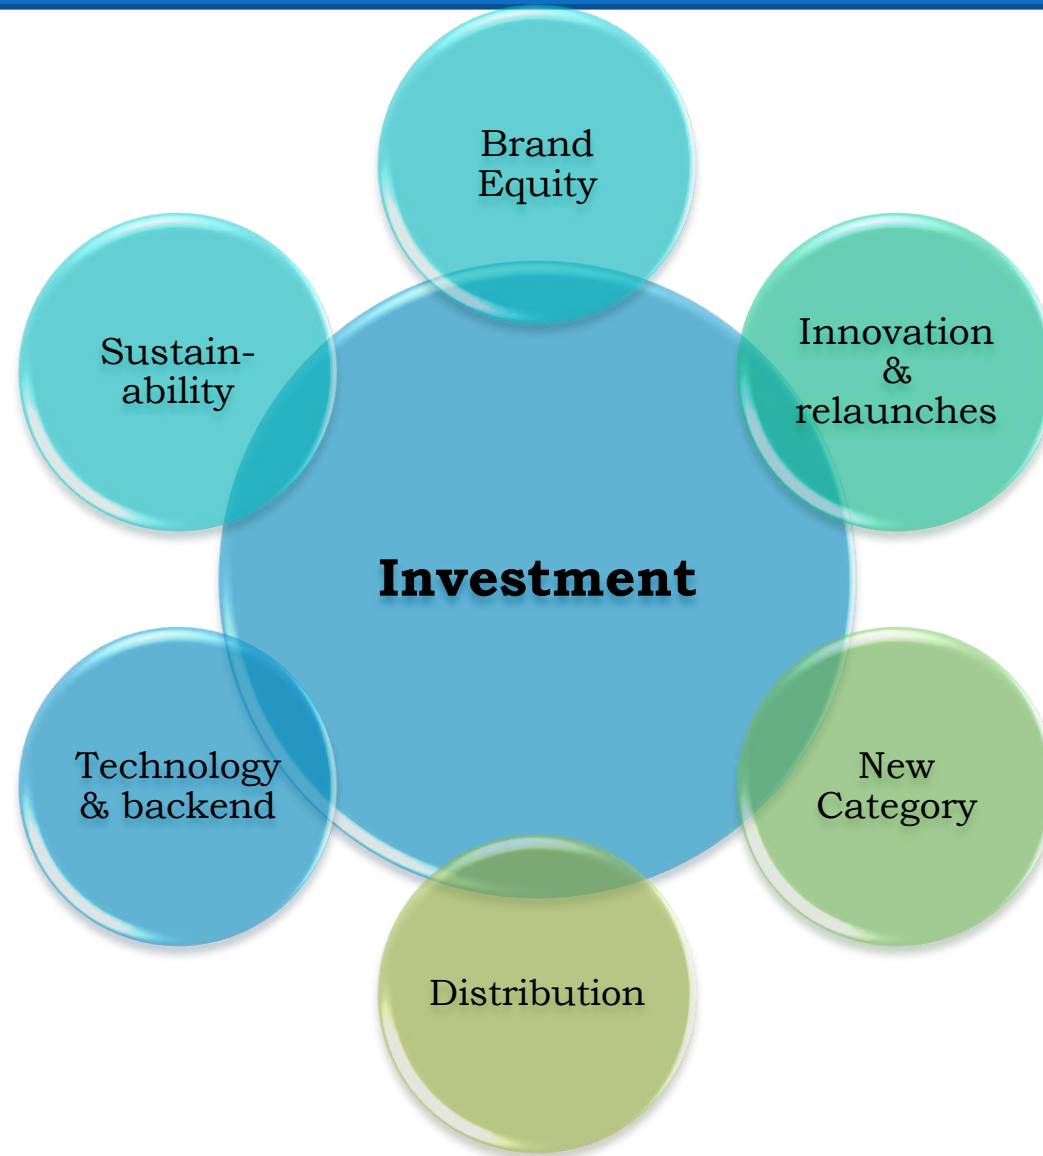 Brand
Equity
Innovation
&
relaunches
Sustain-
ability
Investment
Technology
& backend
New
Category
Distribution